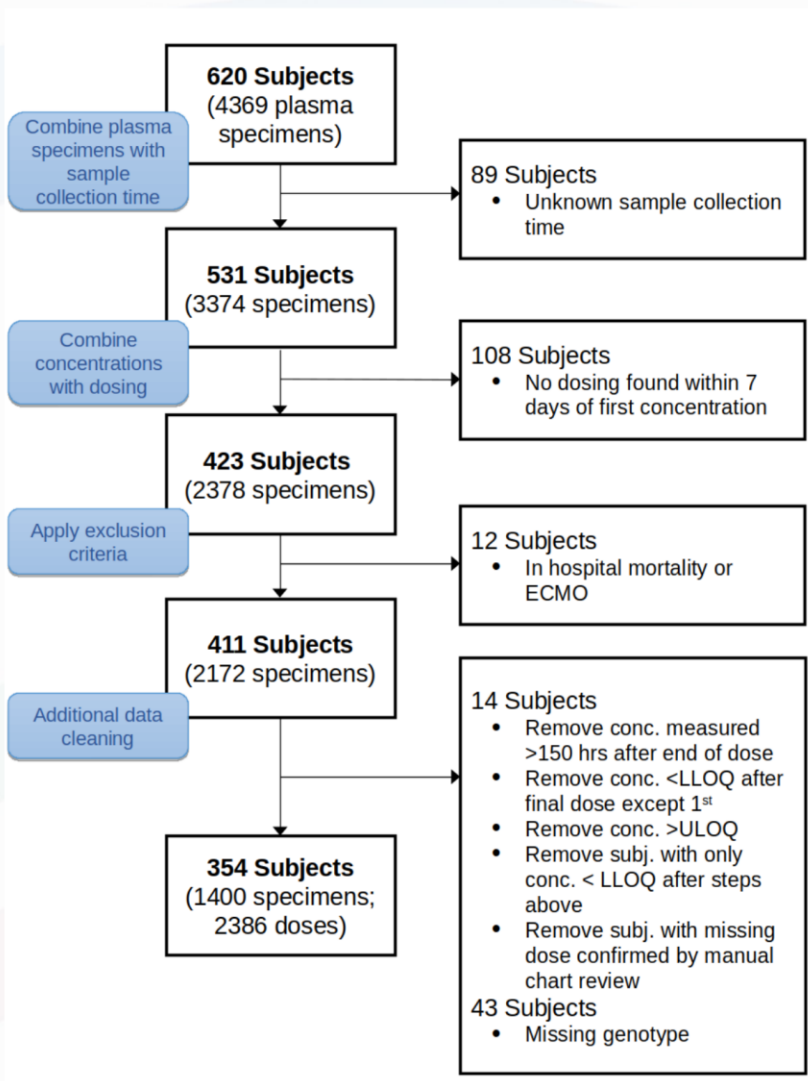 620 Subjects
(4369 plasma
specimens)
Combine plasma
specimens with
sample
collection time
89 Subjects
• Unknown sample collection
time
531 Subjects
(3374 specimens)
Combine
concentrations
with dosing
108 Subjects
• No dosing found within 7
days of first concentration
423 Subjects
(2378 specimens)
Apply exclusion
criteria
12 Subjects
• In hospital mortality or
ECMO
411 Subjects
(2172 specimens)
Additional data
cleaning
14 Subjects
• Remove conc. measured
>150 hrs after end of dose
• Remove conc. <LLOQ after
final dose except 1st
• Remove conc. >ULOQ
• Remove subj. with only
conc. < LLOQ after steps
above
• Remove subj. with missing
dose confirmed by manual
chart review
43 Subjects
• Missing genotype
354 Subjects
(1400 specimens;
2386 doses)